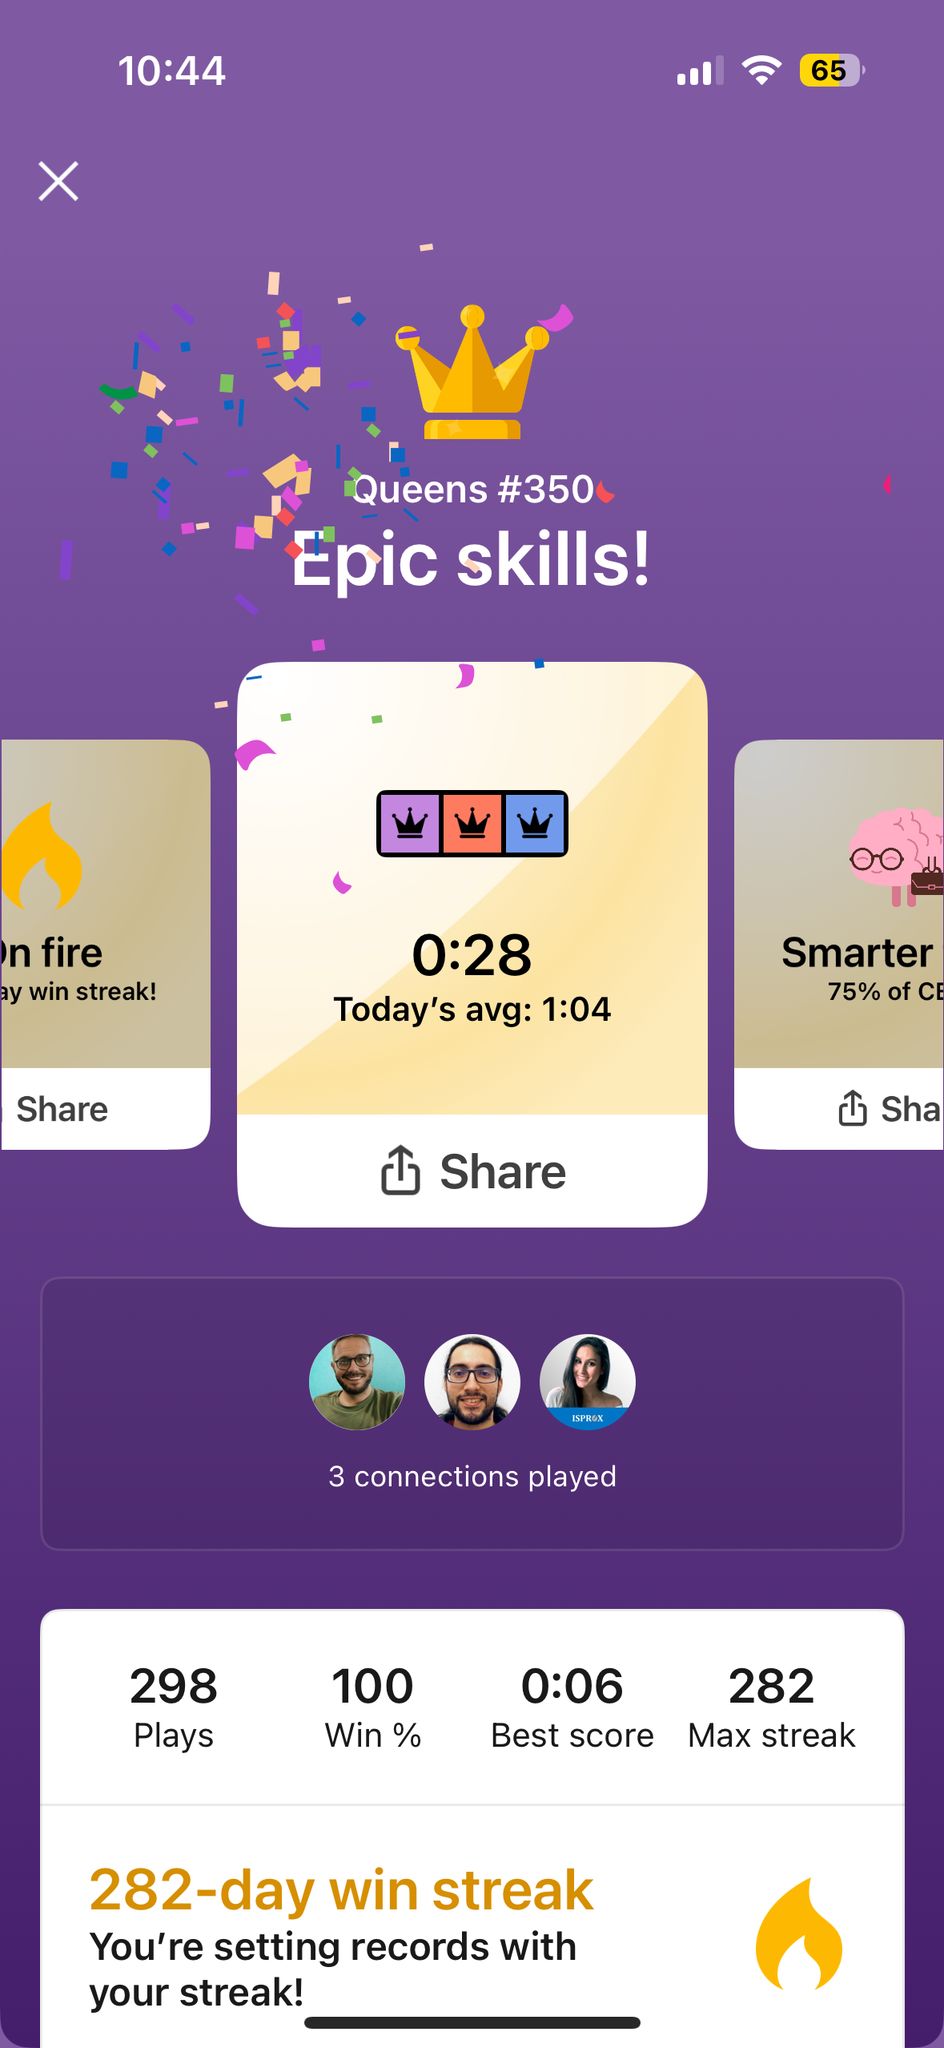 10:44
65
Queens #350
Epic skills!
0:28
Today's avg: 1:04
Share
n fire
ay win streak!
Share
Smarter
75% of CE
Sha
ISPROX
3 connections played
298
Plays
100
Win %
0:06
Best score
282
Max streak
282-day win streak
You're setting records with
your streak!